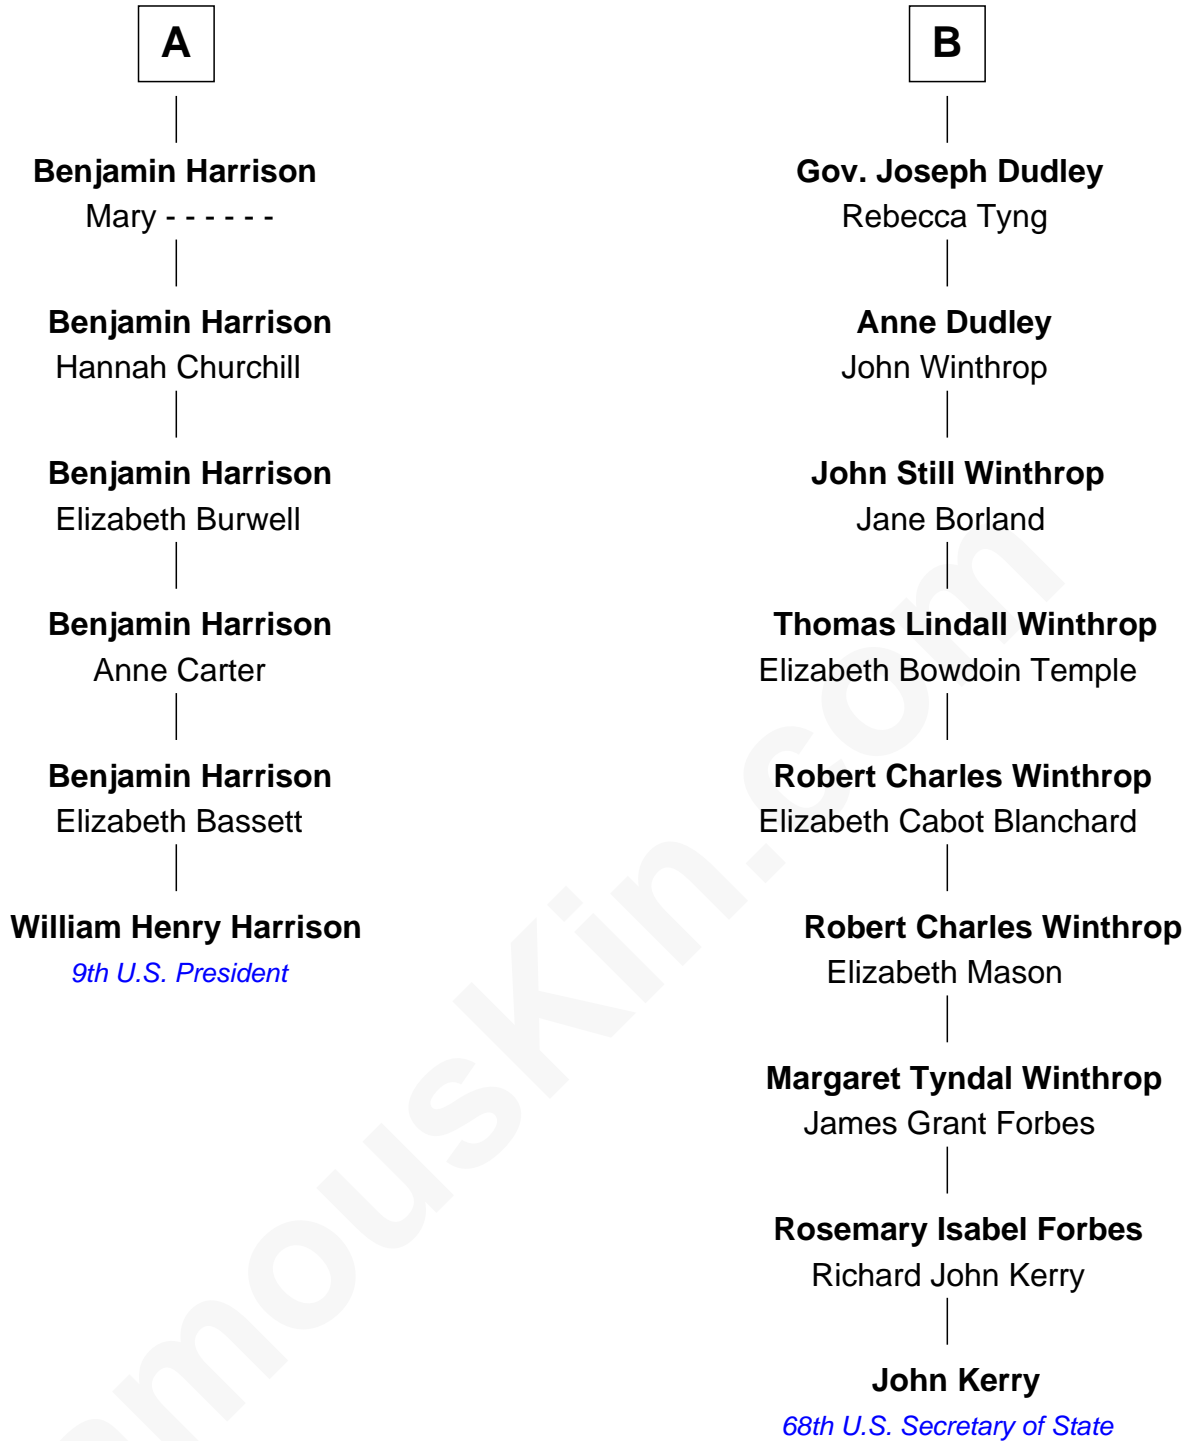 A
Benjamin Harrison
Mary - - - - - -
Benjamin Harrison
Hannah Churchill
Benjamin Harrison
Elizabeth Burwell
Benjamin Harrison
Anne Carter
Benjamin Harrison
Elizabeth Bassett
William Henry Harrison
9th U.S. President
B
Gov. Joseph Dudley
Rebecca Tyng
Anne Dudley
John Winthrop
John Still Winthrop
Jane Borland
Thomas Lindall Winthrop
Elizabeth Bowdoin Temple
Robert Charles Winthrop
Elizabeth Cabot Blanchard
Robert Charles Winthrop
Elizabeth Mason
Margaret Tyndal Winthrop
James Grant Forbes
Rosemary Isabel Forbes
Richard John Kerry
John Kerry
68th U.S. Secretary of State
amousKin.com